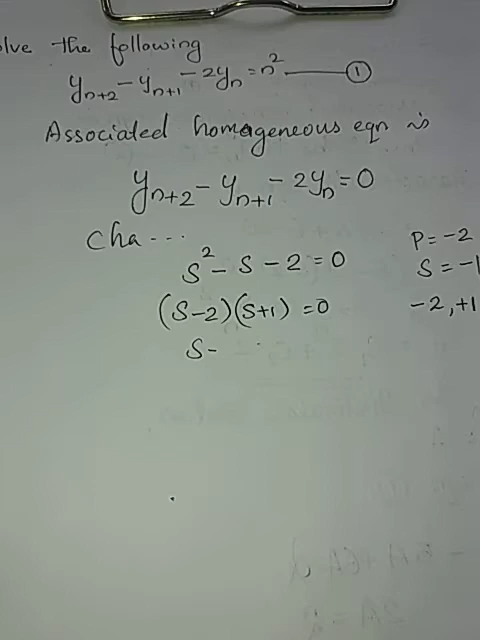 olve the following
yₙ₊₂ - yₙ₊₁ - 2yₙ = n² ——— ①
Associated homogeneous eqn is
yₙ₊₂ - yₙ₊₁ - 2yₙ = 0
Cha ...
s² - s - 2 = 0
P = -2
S = -1
(s-2)(s+1) = 0
-2, +1
s-